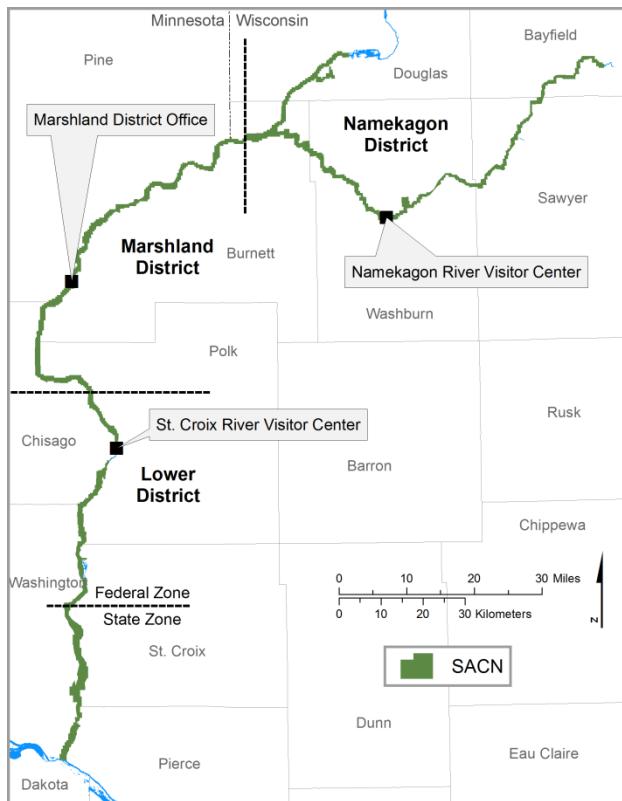 Minnesota
Wisconsin
Bayfield
Pine
Douglas
Marshland District Office
Namekagon
District
Sawyer
Marshland
District
Burnett
Namekagon River Visitor Center
Washburn
Polk
Rusk
St. Croix River Visitor Center
Chisago
Lower
District
Barron
Chippewa
Washington
Federal Zone
State Zone
0 10 20 30 Miles
0 10 20 30 Kilometers
N
St. Croix
SACN
Dunn
Eau Claire
Pierce
Dakota